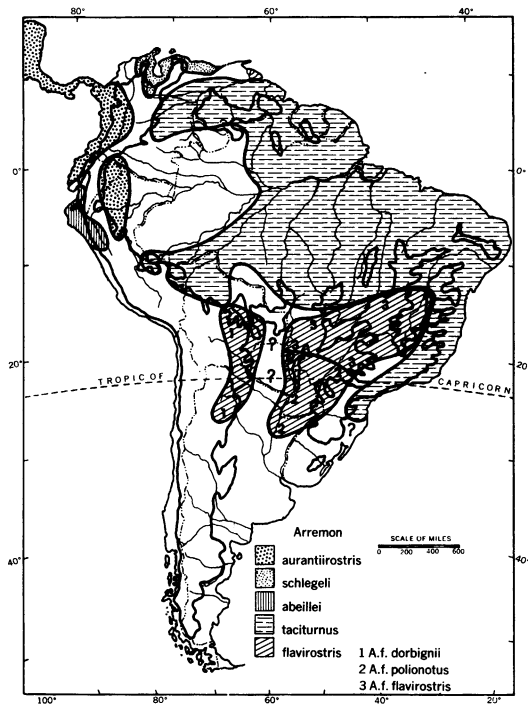 80° 60° 40°
0° 0°
20° 20
TROPIC OF CAPRICORN
?
?
?
Arremon
SCALE OF MILES
0 200 400 600
aurantiirostris
schlegeli
abeillei
taciturnus
flavirostris
1 A.f. dorbignii
2 A.f. polionotus
3 A.f. flavirostris
40° 40
100° 80° 60° 40° 20°